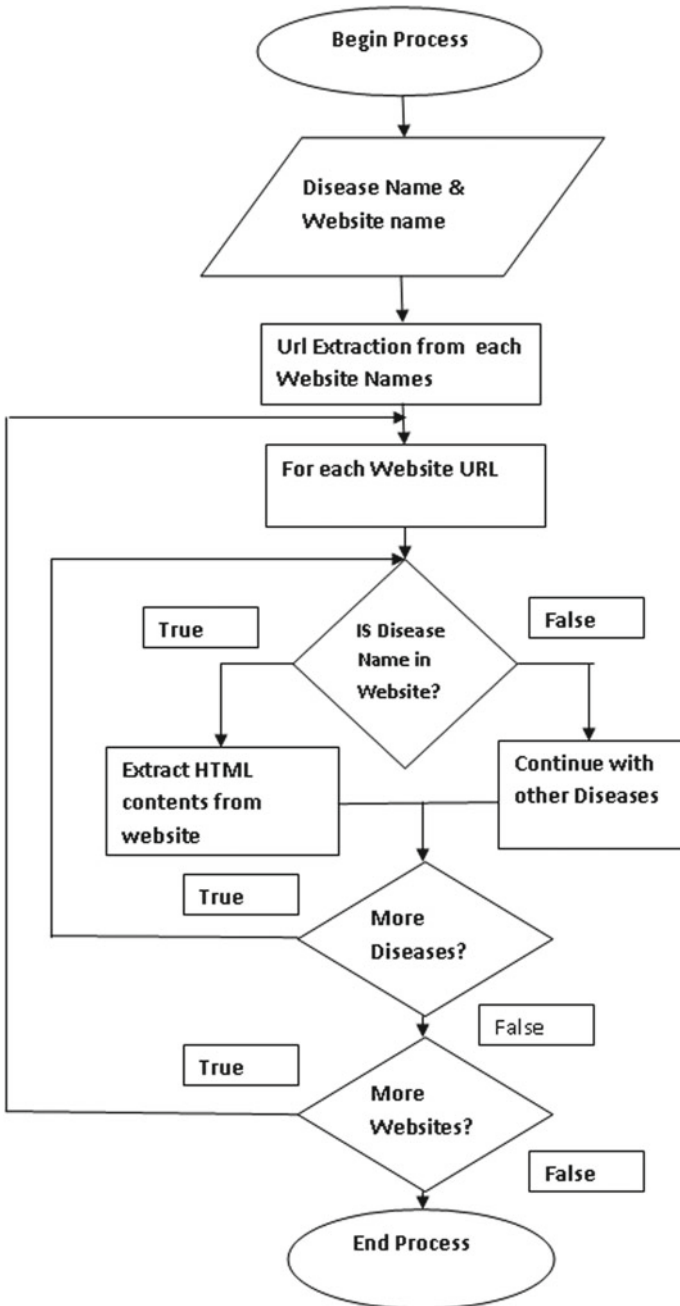 Begin Process
Disease Name &
Website name
Url Extraction from each
Website Names
For each Website URL
True
False
IS Disease
Name in
Website?
Extract HTML
contents from
website
Continue with
other Diseases
True
More
Diseases?
False
True
More
Websites?
False
End Process